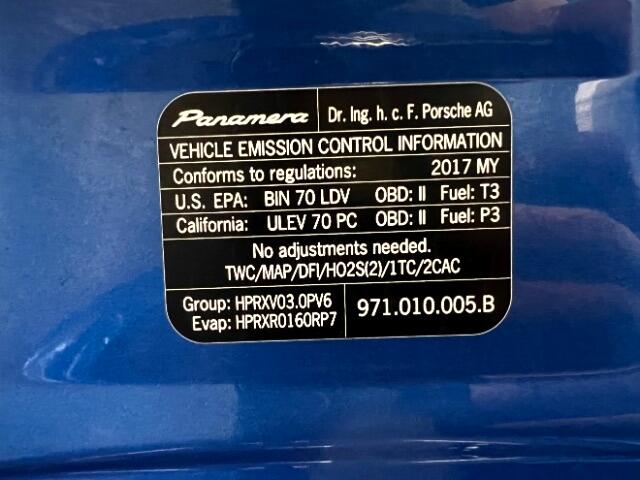 Panamera Dr. Ing. h. c. F. Porsche AG
VEHICLE EMISSION CONTROL INFORMATION
Conforms to regulations: 2017 MY
U.S. EPA: BIN 70 LDV OBD: II Fuel: T3
California: ULEV 70 PC OBD: II Fuel: P3
No adjustments needed.
TWC/MAP/DFI/HO2S(2)/1TC/2CAC
Group: HPRXV03.0PV6
Evap: HPRXR0160RP7
971.010.005.B